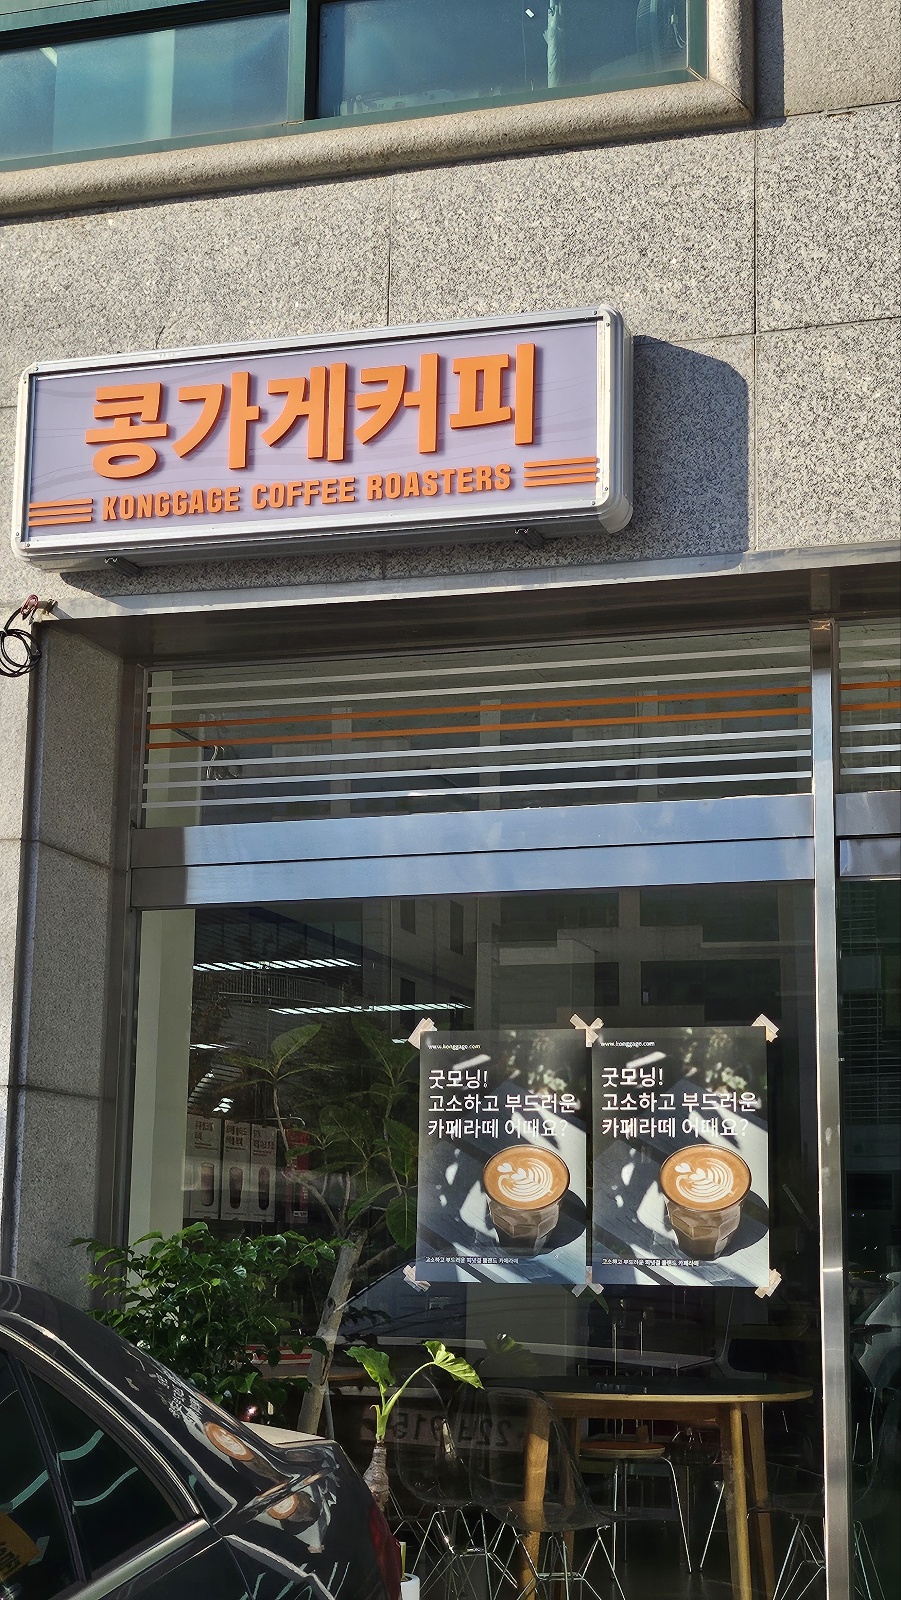 콩가게커피
KONGGAGE COFFEE ROASTERS
www.konggage.com
굿모닝!
고소하고 부드러운
카페라떼 어때요?
www.konggage.com
굿모닝!
고소하고 부드러운
카페라떼 어때요?